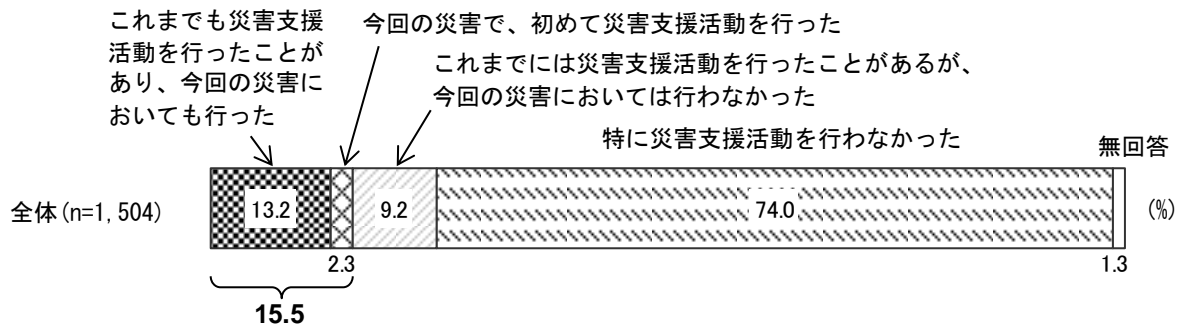 これまでも災害支援
活動を行ったことが
あり、今回の災害に
おいても行った
今回の災害で、初めて災害支援活動を行った
これまでには災害支援活動を行ったことがあるが、
今回の災害においては行わなかった
特に災害支援活動を行わなかった
無回答
全体(n=1,504)
13.2
2.3
9.2
74.0
1.3
(%)
15.5